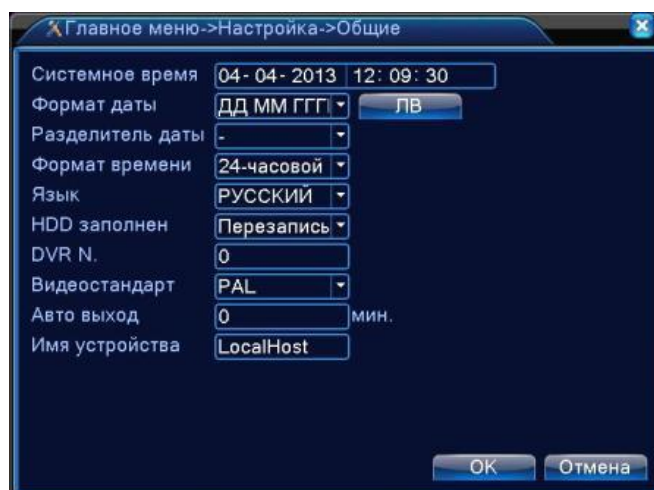 Главное меню->Настройка->Общие
Системное время 04- 04- 2013 12: 09: 30
Формат даты ДД ММ ГГГ ЛВ
Разделитель даты -
Формат времени 24-часовой
Язык РУССКИЙ
HDD заполнен Перезапись
DVR N. 0
Видеостандарт PAL
Авто выход 0 мин.
Имя устройства LocalHost
OK Отмена